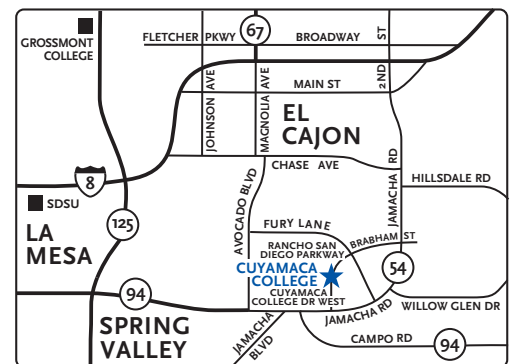 GROSSMONT
COLLEGE
FLETCHER PKWY
67
BROADWAY
2ND ST
JOHNSON AVE
MAGNOLIA AVE
MAIN ST
EL
CAJON
CHASE AVE
JAMACHA RD
HILLSDALE RD
8
SDSU
125
LA
MESA
AVOCADO BLVD
FURY LANE
RANCHO SAN
DIEGO PARKWAY
BRABHAM ST
CUYAMACA
COLLEGE
CUYAMACA
COLLEGE DR WEST
54
94
SPRING
VALLEY
JAMACHA
BLVD
JAMACHA RD
WILLOW GLEN DR
CAMPO RD
94